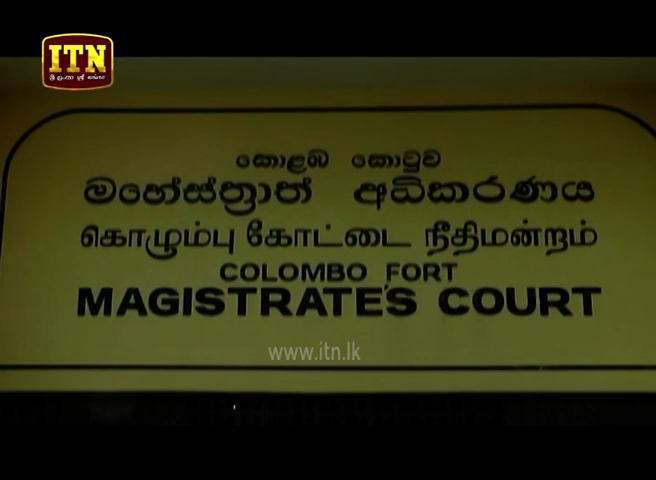 ITN
කොළඹ කොටුව
මහේස්ත්‍රාත් අධිකරණය
கொழும்பு கோட்டை நீதிமன்றம்
COLOMBO FORT
MAGISTRATE'S COURT
www.itn.lk